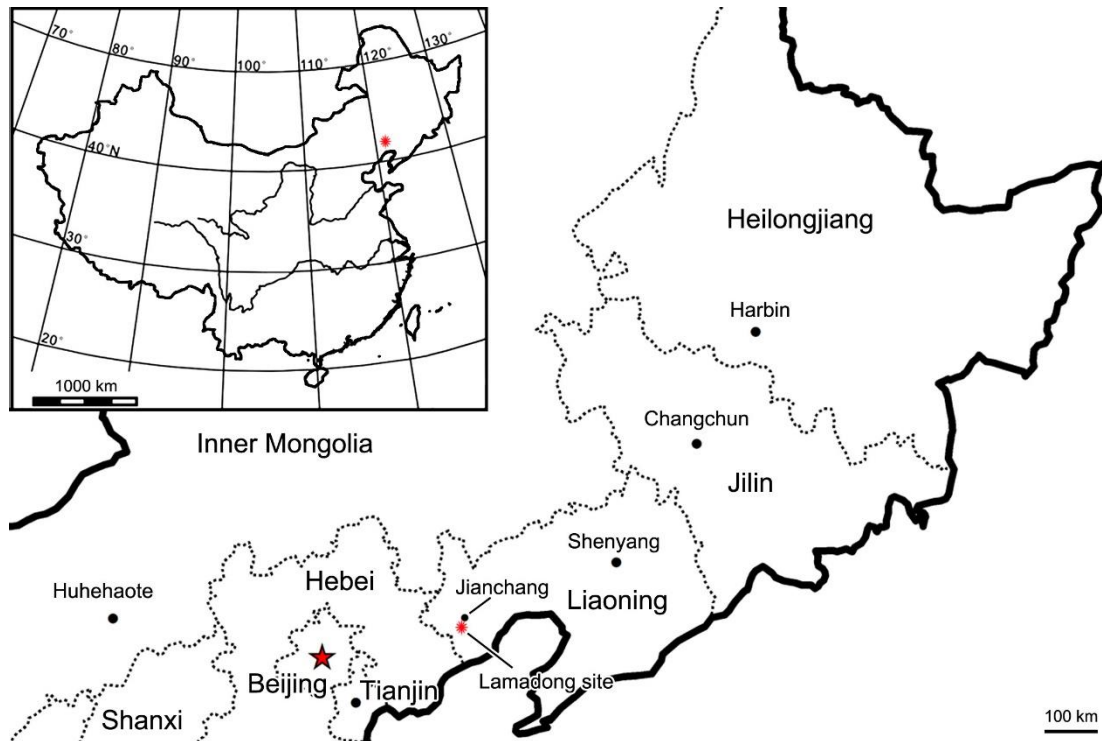 70°
80°
90°
100°
110°
120°
130°
40°N
30°
20°
1000 km
Heilongjiang
Harbin
Changchun
Inner Mongolia
Jilin
Shenyang
Hebei
Jianchang
Huhehaote
Liaoning
Lamadong site
Beijing
Tianjin
Shanxi
100 km